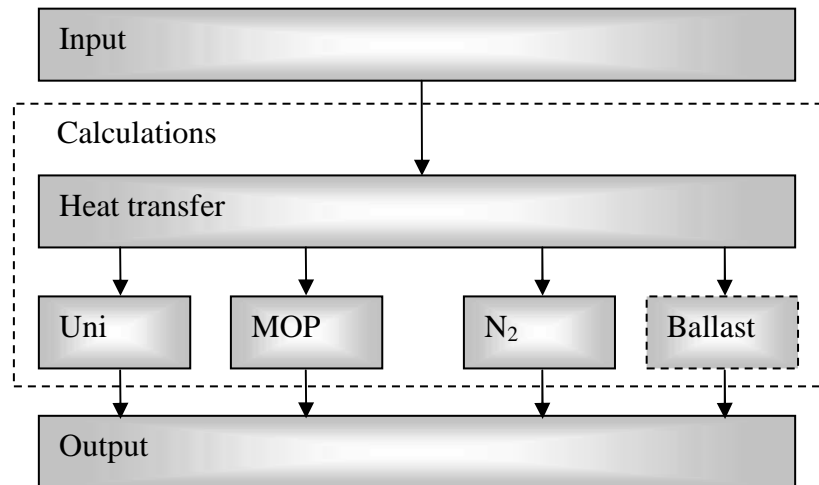 Input
Calculations
Heat transfer
Uni
MOP
N₂
Ballast
Output